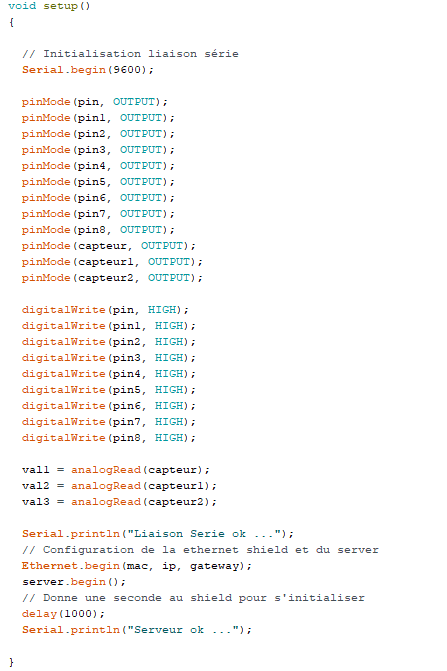 void setup()
{
// Initialisation liaison série
Serial.begin(9600);
pinMode(pin, OUTPUT);
pinMode(pin1, OUTPUT);
pinMode(pin2, OUTPUT);
pinMode(pin3, OUTPUT);
pinMode(pin4, OUTPUT);
pinMode(pin5, OUTPUT);
pinMode(pin6, OUTPUT);
pinMode(pin7, OUTPUT);
pinMode(pin8, OUTPUT);
pinMode(capteur, OUTPUT);
pinMode(capteur1, OUTPUT);
pinMode(capteur2, OUTPUT);
digitalWrite(pin, HIGH);
digitalWrite(pin1, HIGH);
digitalWrite(pin2, HIGH);
digitalWrite(pin3, HIGH);
digitalWrite(pin4, HIGH);
digitalWrite(pin5, HIGH);
digitalWrite(pin6, HIGH);
digitalWrite(pin7, HIGH);
digitalWrite(pin8, HIGH);
val1 = analogRead(capteur);
val2 = analogRead(capteur1);
val3 = analogRead(capteur2);
Serial.println("Liaison Serie ok ...");
// Configuration de la ethernet shield et du server
Ethernet.begin(mac, ip, gateway);
server.begin();
// Donne une seconde au shield pour s'initialiser
delay(1000);
Serial.println("Serveur ok ...");
}